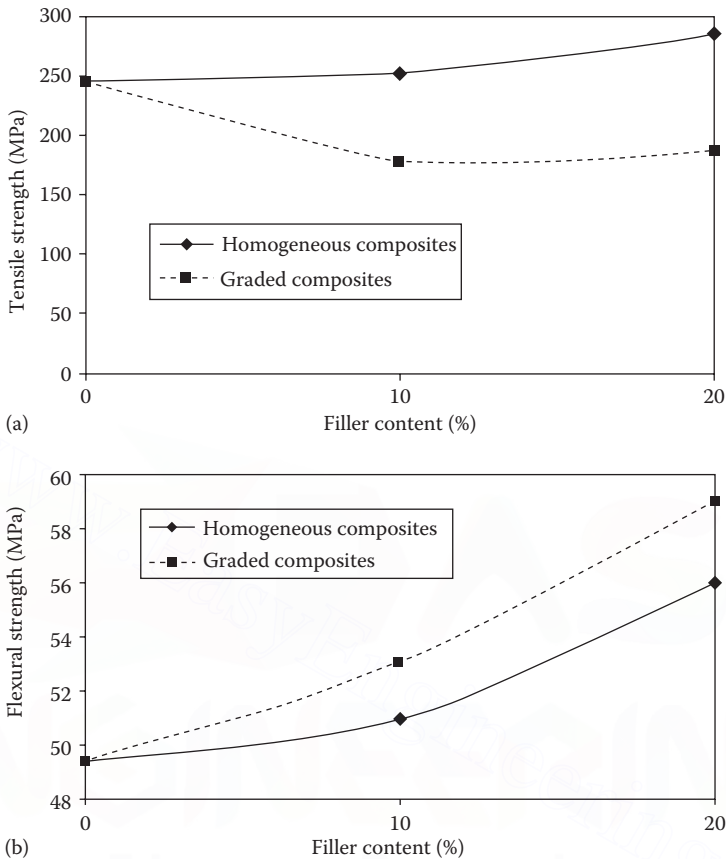 300
250
200
150
100
50
0
Tensile strength (MPa)
Homogeneous composites
Graded composites
0
10
20
(a)
Filler content (%)
60
58
56
54
52
50
48
Flexural strength (MPa)
Homogeneous composites
Graded composites
0
10
20
(b)
Filler content (%)